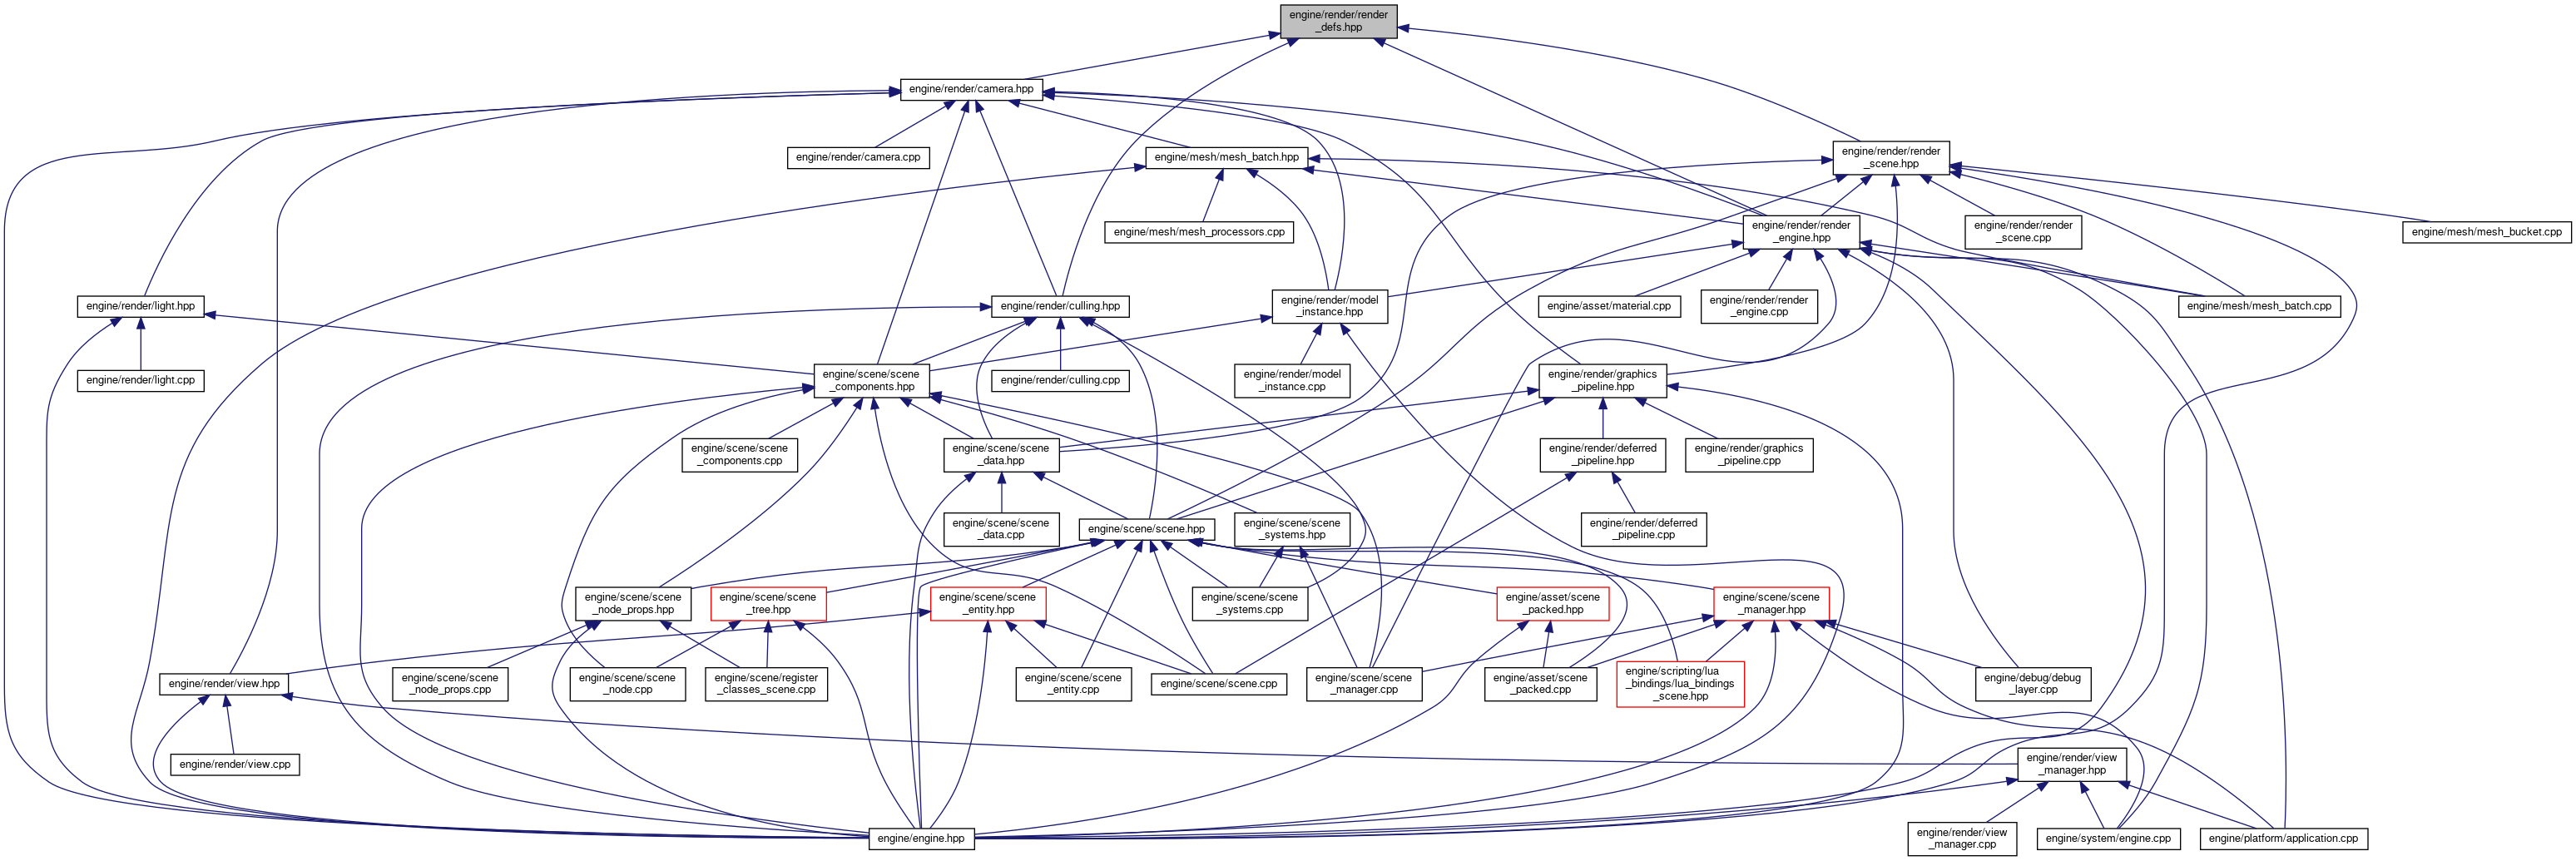 engine/render/render
_defs.hpp
engine/render/camera.hpp
engine/render/camera.cpp
engine/mesh/mesh_batch.hpp
engine/render/render
_scene.hpp
engine/mesh/mesh_processors.cpp
engine/render/render
_engine.hpp
engine/render/render
_scene.cpp
engine/mesh/mesh_bucket.cpp
engine/render/light.hpp
engine/render/culling.hpp
engine/render/model
_instance.hpp
engine/asset/material.cpp
engine/render/render
_engine.cpp
engine/mesh/mesh_batch.cpp
engine/render/light.cpp
engine/scene/scene
_components.hpp
engine/render/culling.cpp
engine/render/model
_instance.cpp
engine/render/graphics
_pipeline.hpp
engine/scene/scene
_components.cpp
engine/scene/scene
_data.hpp
engine/render/deferred
_pipeline.hpp
engine/render/graphics
_pipeline.cpp
engine/scene/scene
_data.cpp
engine/scene/scene.hpp
engine/scene/scene
_systems.hpp
engine/render/deferred
_pipeline.cpp
engine/scene/scene
_node_props.hpp
engine/scene/scene
_tree.hpp
engine/scene/scene
_entity.hpp
engine/scene/scene
_systems.cpp
engine/asset/scene
_packed.hpp
engine/scene/scene
_manager.hpp
engine/render/view.hpp
engine/scene/scene
_node_props.cpp
engine/scene/scene
_node.cpp
engine/scene/register
_classes_scene.cpp
engine/scene/scene
_entity.cpp
engine/scene/scene.cpp
engine/scene/scene
_manager.cpp
engine/asset/scene
_packed.cpp
engine/scripting/lua
_bindings/lua_bindings
_scene.hpp
engine/debug/debug
_layer.cpp
engine/render/view.cpp
engine/render/view
_manager.hpp
engine/engine.hpp
engine/render/view
_manager.cpp
engine/system/engine.cpp
engine/platform/application.cpp